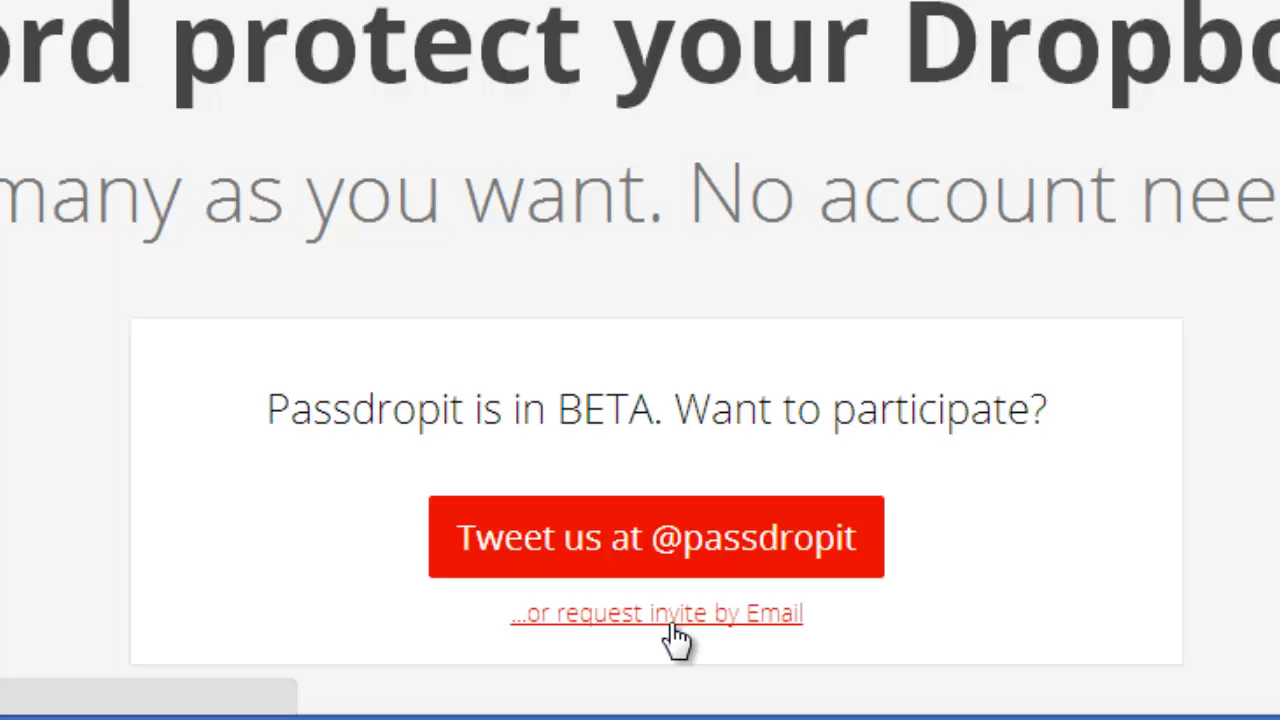 ord protect your Dropbo
many as you want. No account nee
Passdropit is in BETA. Want to participate?
Tweet us at @passdropit
...or request invite by Email